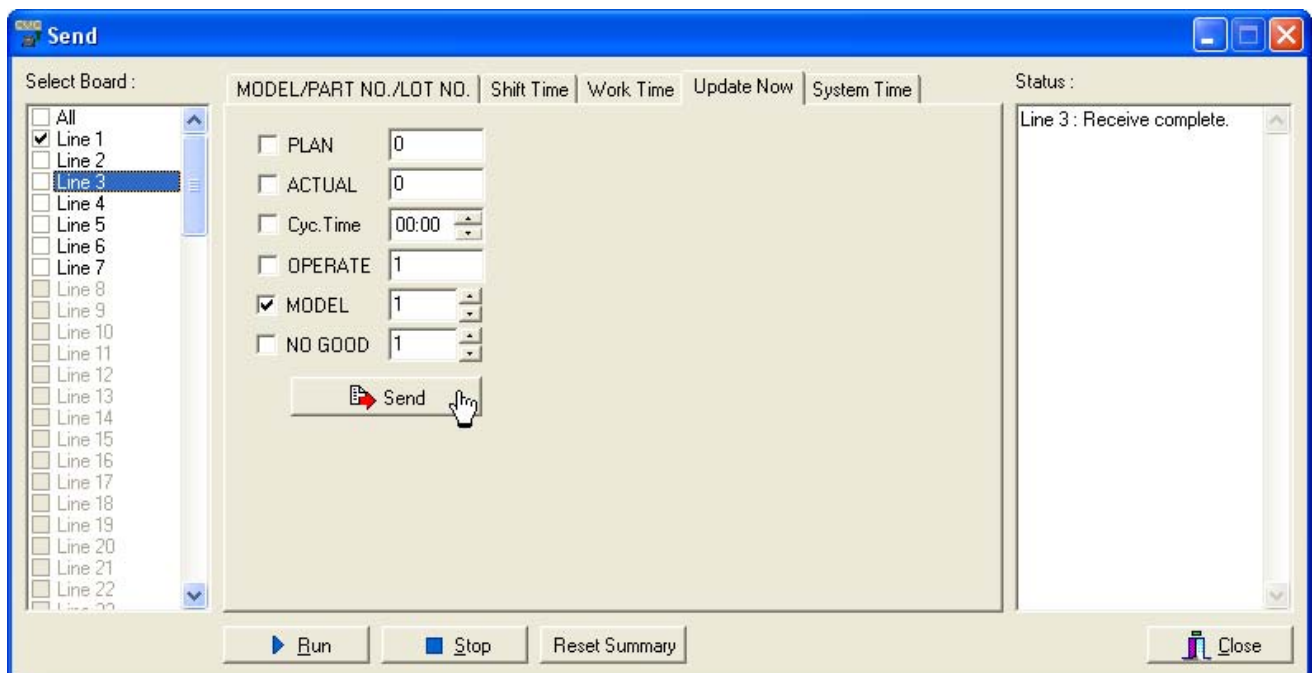 Send
Select Board :
All
Line 1
Line 2
Line 3
Line 4
Line 5
Line 6
Line 7
Line 8
Line 9
Line 10
Line 11
Line 12
Line 13
Line 14
Line 15
Line 16
Line 17
Line 18
Line 19
Line 20
Line 21
Line 22
MODEL/PART NO./LOT NO. Shift Time Work Time Update Now System Time
PLAN 0
ACTUAL 0
Cyc.Time 00:00
OPERATE 1
MODEL 1
NO GOOD 1
Send
Status :
Line 3 : Receive complete.
Run Stop Reset Summary Close